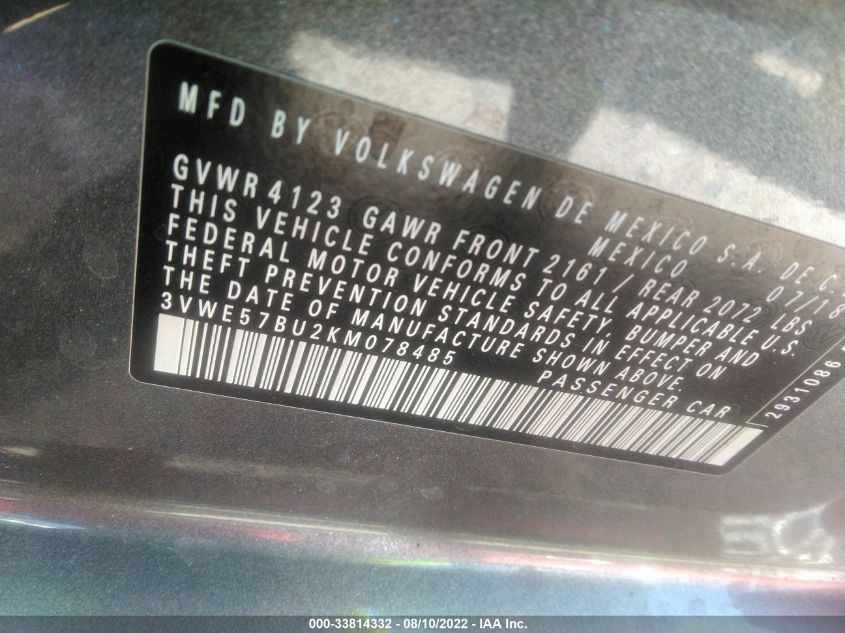 MFD BY VOLKSWAGEN DE MEXICO S.A. DE C.
MEXICO 07/18
GVWR 4123 GAWR FRONT 2161 / REAR 2072 LBS
THIS VEHICLE CONFORMS TO ALL APPLICABLE U.S.
FEDERAL MOTOR VEHICLE SAFETY, BUMPER AND
THEFT PREVENTION STANDARDS IN EFFECT ON
THE DATE OF MANUFACTURE SHOWN ABOVE.
3VWE57BU2KM078485 PASSENGER CAR
2931086
000-33814332 - 08/10/2022 - IAA Inc.